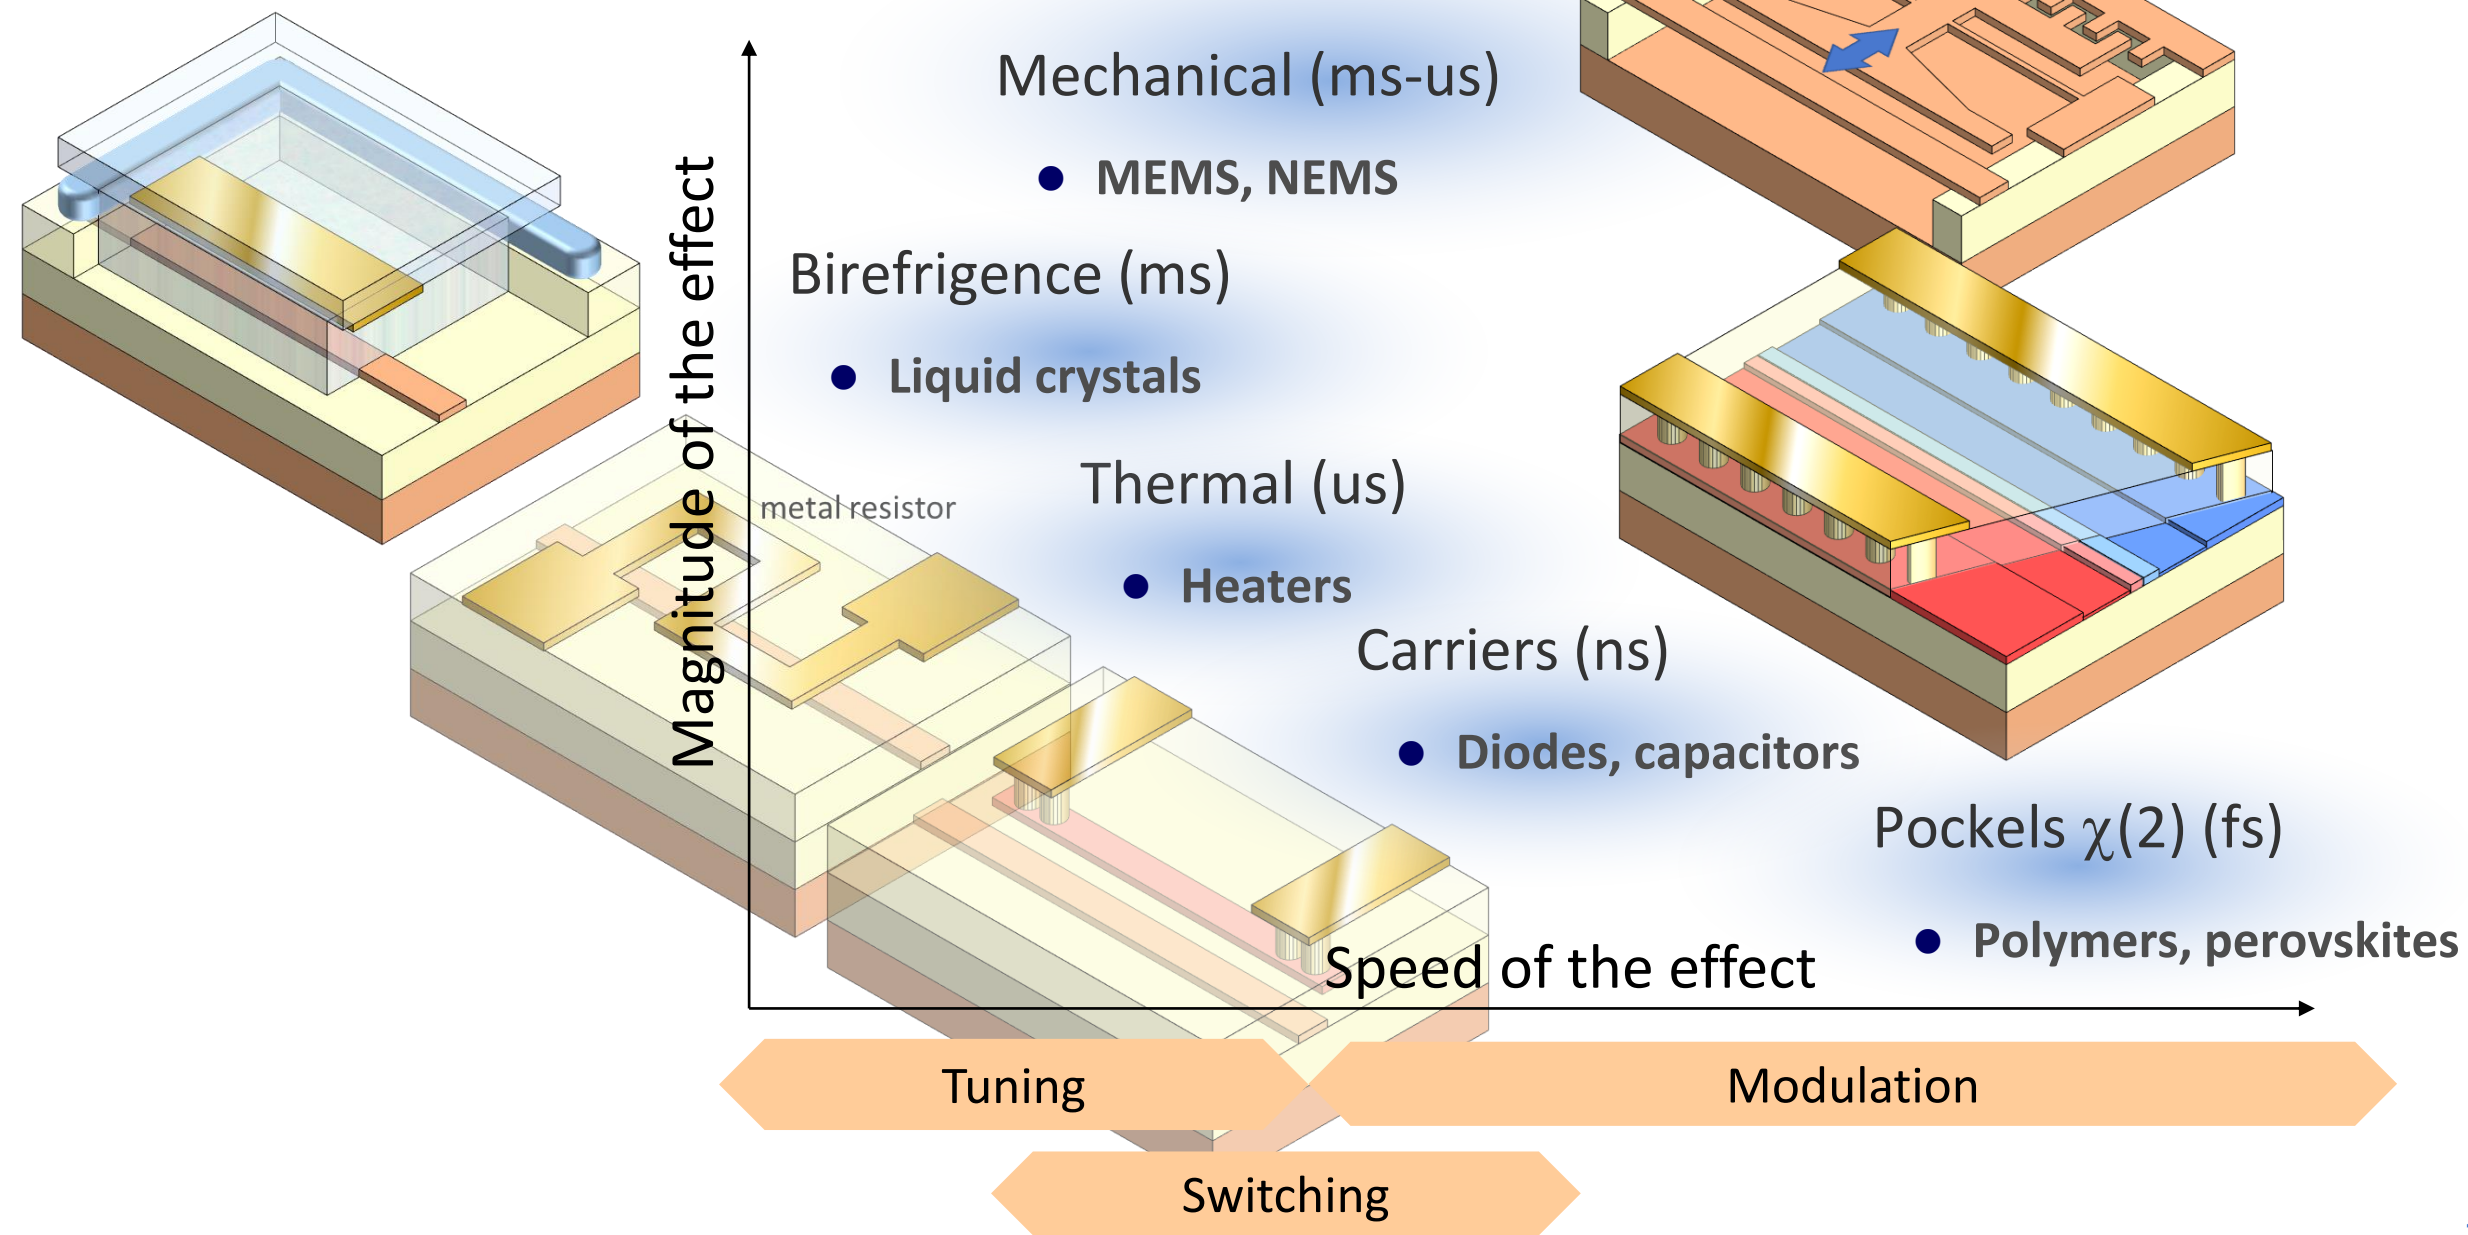 Mechanical (ms-us)
● MEMS, NEMS
Birefrigence (ms)
● Liquid crystals
Magnitude of the effect
Thermal (us)
metal resistor
● Heaters
Carriers (ns)
● Diodes, capacitors
Pockels χ(2) (fs)
● Polymers, perovskites
Speed of the effect
Tuning
Modulation
Switching